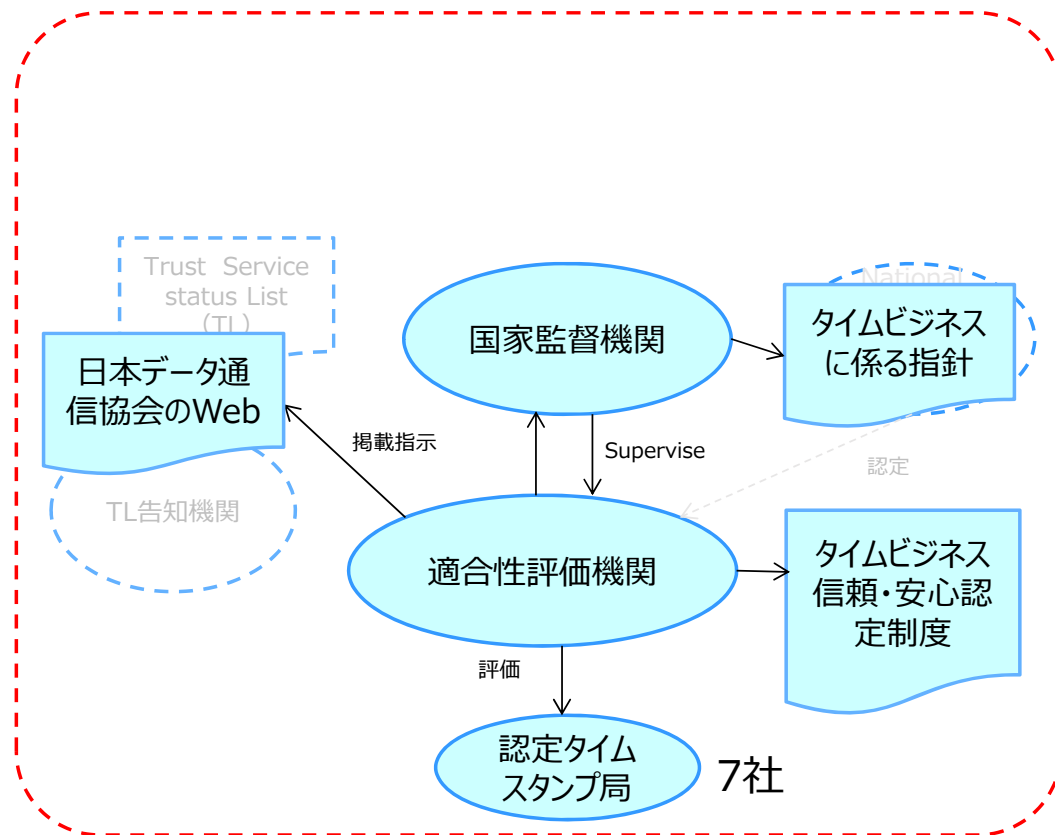 Trust Service
status List
（TL）
National
国家監督機関
タイムビジネス
に係る指針
日本データ通
信協会のWeb
掲載指示
Supervise
認定
TL告知機関
適合性評価機関
タイムビジネス
信頼・安心認
定制度
評価
認定タイム
スタンプ局
7社